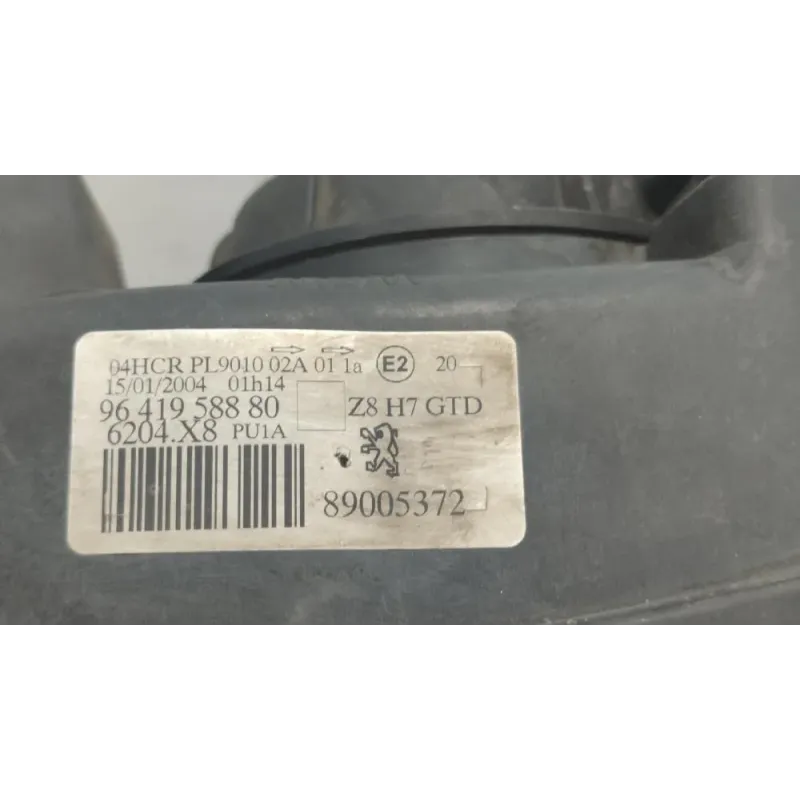 04HCR PL9010 02A 01 1a E2 20
15/01/2004 01h14
96 419 588 80 Z8 H7 GTD
6204.X8 PU1A
89005372